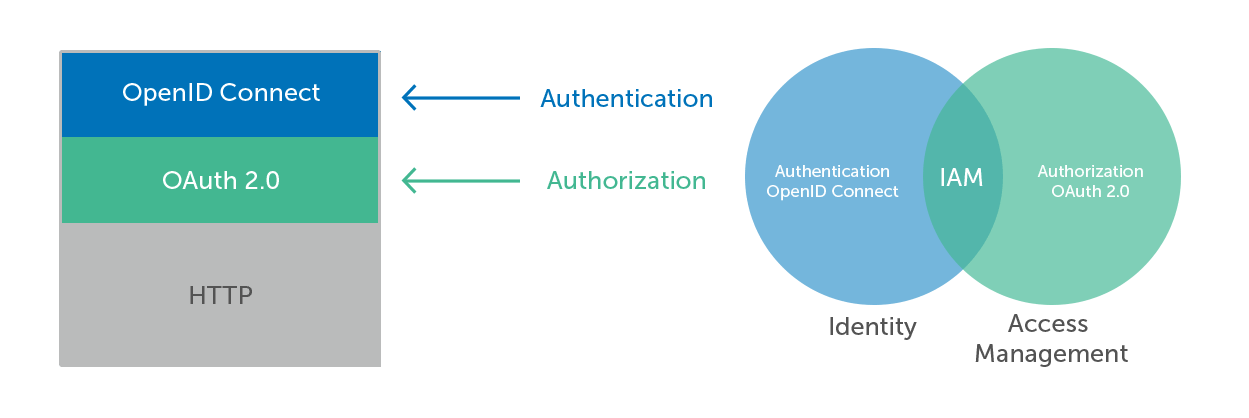 OpenID Connect
Authentication
OAuth 2.0
Authorization
HTTP
Authentication
OpenID Connect
IAM
Authorization
OAuth 2.0
Identity
Access
Management